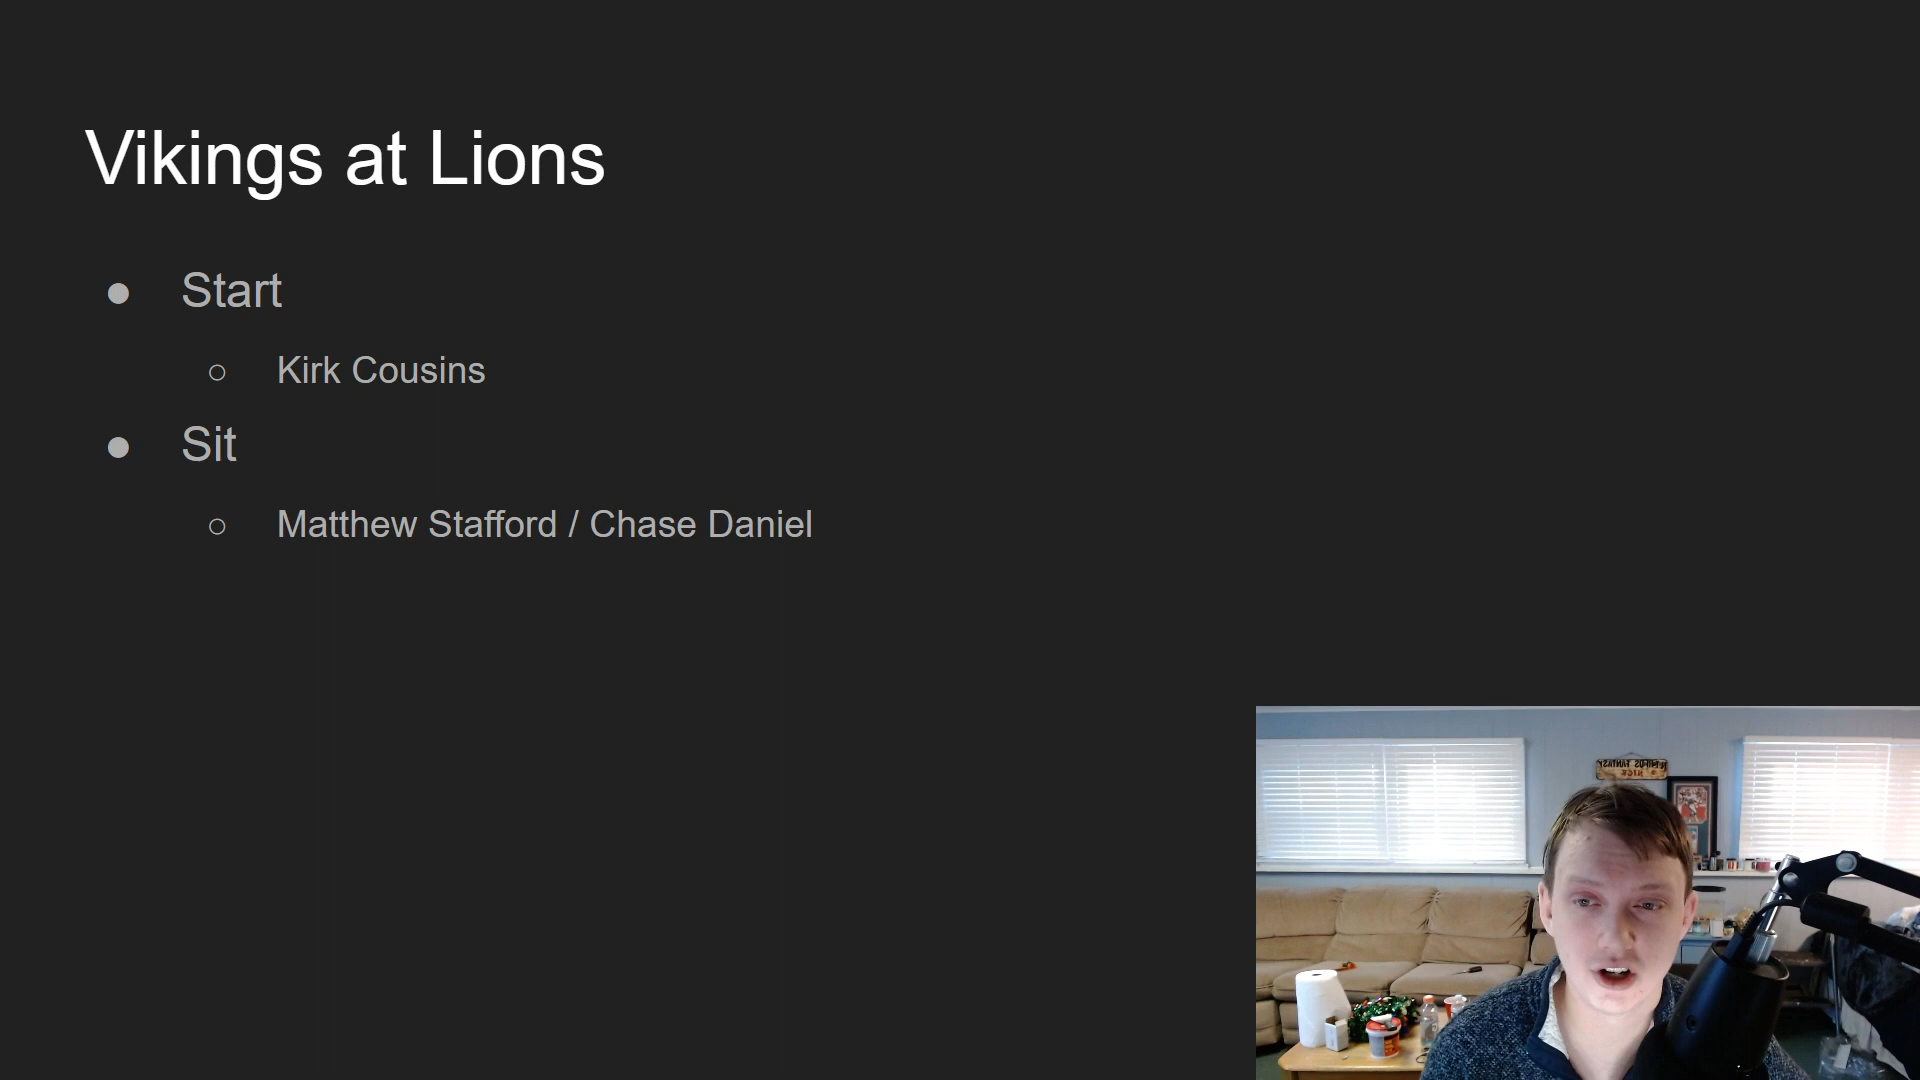 Vikings at Lions
● Start
○ Kirk Cousins
● Sit
○ Matthew Stafford / Chase Daniel